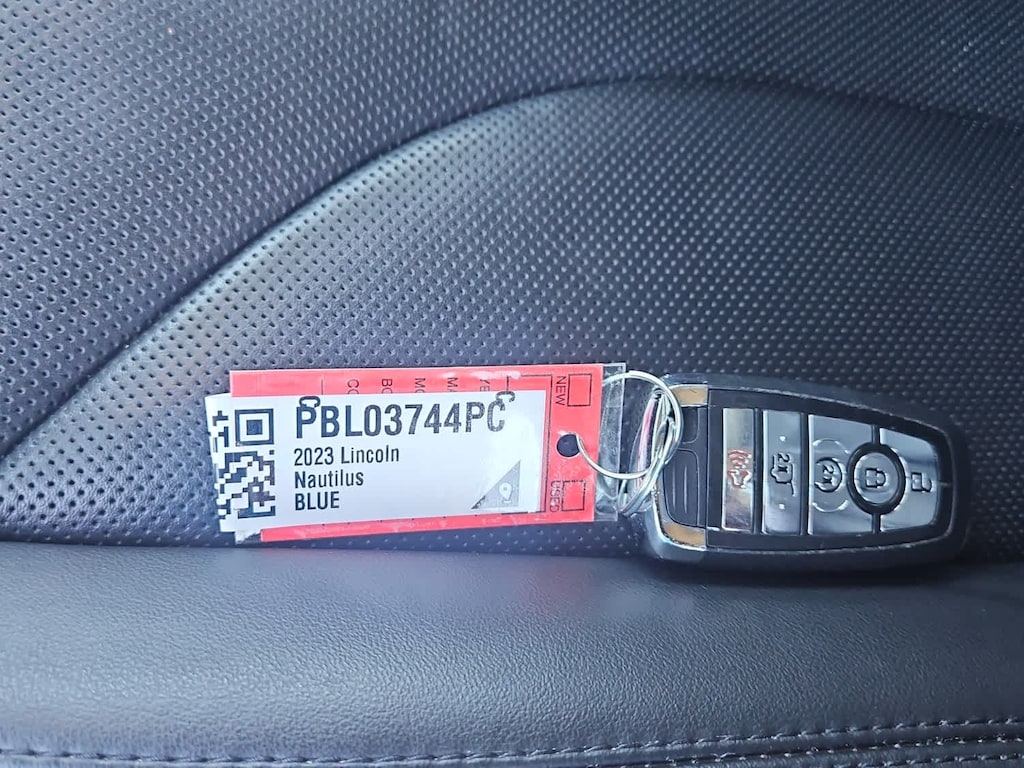 PBL03744PC
2023 Lincoln
Nautilus
BLUE
NEW
USED